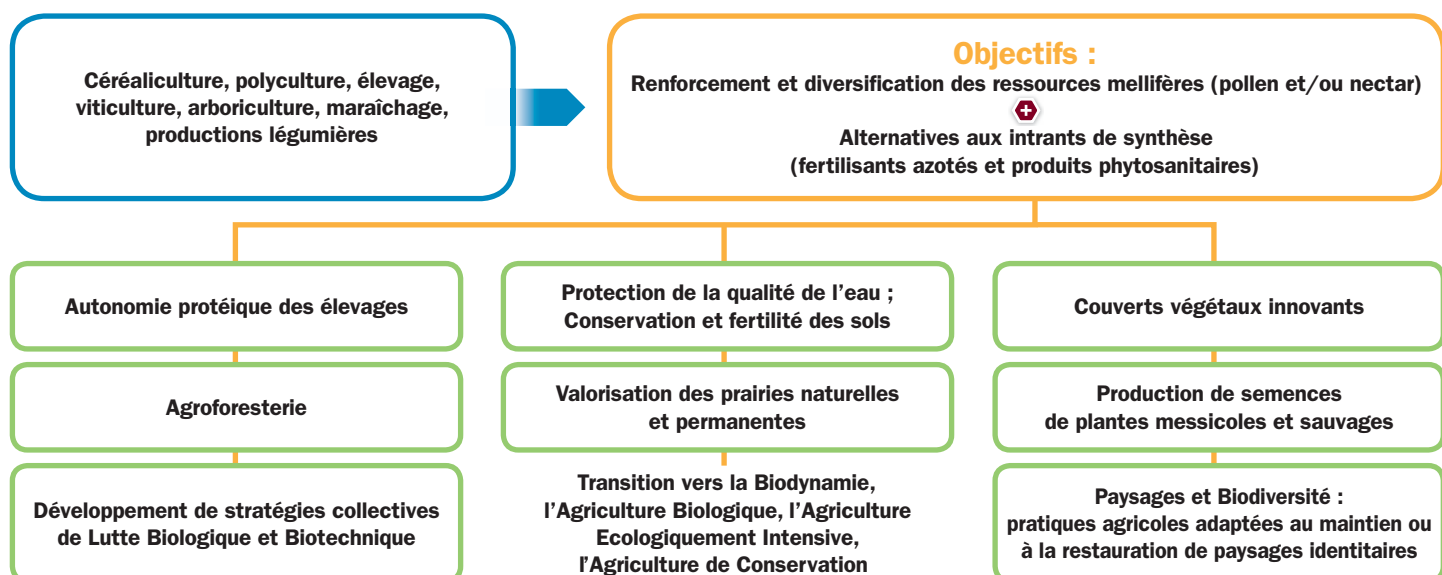 Céréaliculture, polyculture, élevage,
viticulture, arboriculture, maraîchage,
productions légumières
Objectifs :
Renforcement et diversification des ressources mellifères (pollen et/ou nectar)
+
Alternatives aux intrants de synthèse
(fertilisants azotés et produits phytosanitaires)
Autonomie protéique des élevages
Protection de la qualité de l'eau ;
Conservation et fertilité des sols
Couverts végétaux innovants
Agroforesterie
Valorisation des prairies naturelles
et permanentes
Production de semences
de plantes messicoles et sauvages
Développement de stratégies collectives
de Lutte Biologique et Biotechnique
Transition vers la Biodynamie,
l'Agriculture Biologique, l'Agriculture
Ecologiquement Intensive,
l'Agriculture de Conservation
Paysages et Biodiversité :
pratiques agricoles adaptées au maintien ou
à la restauration de paysages identitaires